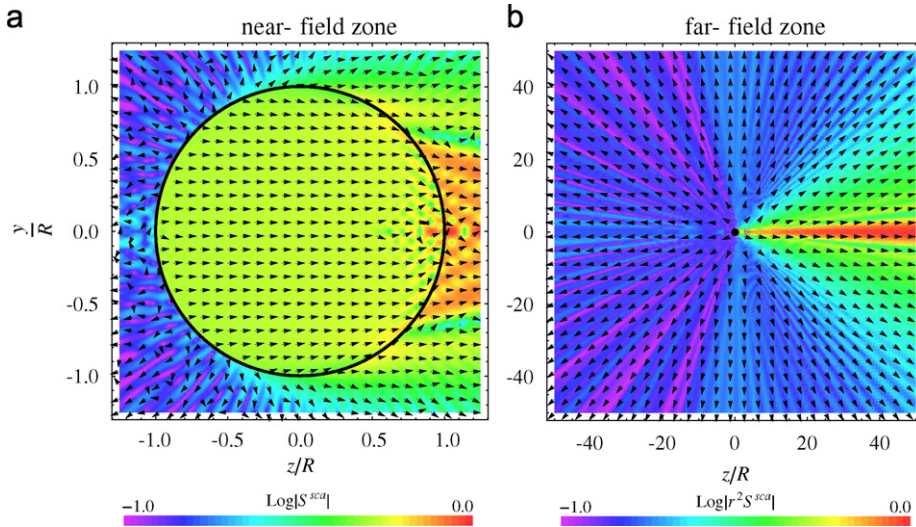 a
near- field zone
y/R
1.0
0.5
0.0
-0.5
-1.0
-1.0 -0.5 0.0 0.5 1.0
z/R
-1.0 Log|S^sca| 0.0
b
far- field zone
40
20
0
-20
-40
-40 -20 0 20 40
z/R
-1.0 Log|r²S^sca| 0.0